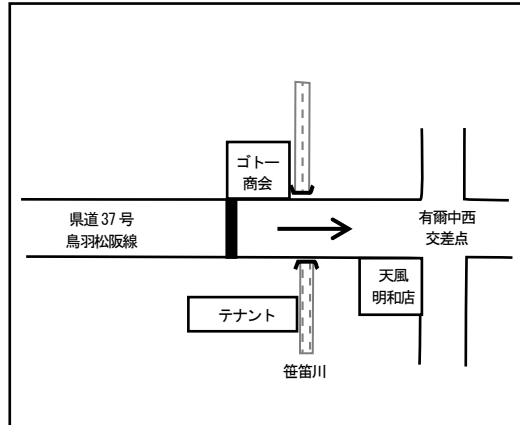 ゴトー
商会
県道37号
鳥羽松阪線
有爾中西
交差点
天風
明和店
テナント
笹笛川